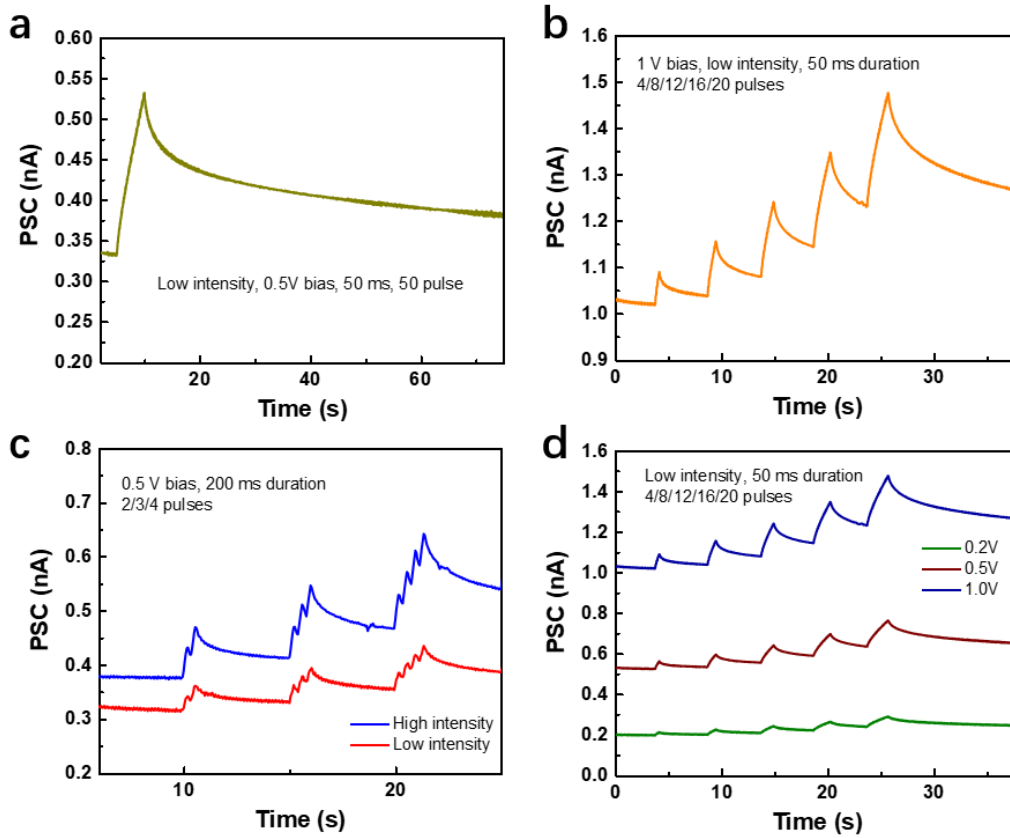 a
0.60
0.55
0.50
0.45
0.40
0.35
0.30
0.25
0.20
PSC (nA)
Low intensity, 0.5V bias, 50 ms, 50 pulse
20
40
60
Time (s)
b
1.6
1.5
1.4
1.3
1.2
1.1
1.0
0.9
PSC (nA)
1 V bias, low intensity, 50 ms duration
4/8/12/16/20 pulses
0
10
20
30
Time (s)
c
0.8
0.7
0.6
0.5
0.4
0.3
0.2
PSC (nA)
0.5 V bias, 200 ms duration
2/3/4 pulses
High intensity
Low intensity
10
20
Time (s)
d
1.6
1.4
1.2
1.0
0.8
0.6
0.4
0.2
0.0
PSC (nA)
Low intensity, 50 ms duration
4/8/12/16/20 pulses
0.2V
0.5V
1.0V
0
10
20
30
Time (s)